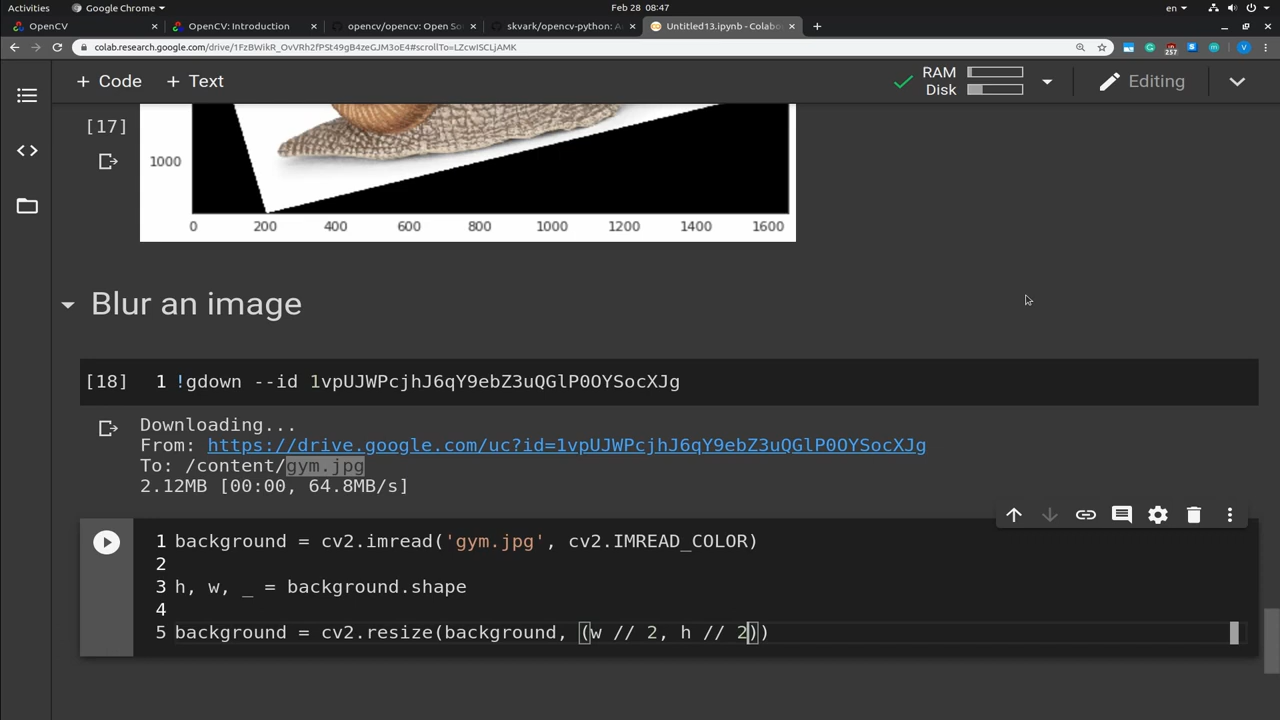 Activities Google Chrome Feb 28 08:47 en
OpenCV OpenCV: Introduction opencv/opencv: Open So skvark/opencv-python: A Untitled13.ipynb - Colabo
colab.research.google.com/drive/1FzBWikR_OvVRh2fPSt49gB4zeGJM3oE4#scrollTo=LZcwISCLjAMK 257 V
+ Code + Text RAM Editing
Disk
[17]
1000
0 200 400 600 800 1000 1200 1400 1600
Blur an image
[18] 1 !gdown --id 1vpUJWPcjhJ6qY9ebZ3uQGlP0OYSocXJg
Downloading...
From: https://drive.google.com/uc?id=1vpUJWPcjhJ6qY9ebZ3uQGlP0OYSocXJg
To: /content/gym.jpg
2.12MB [00:00, 64.8MB/s]
1 background = cv2.imread('gym.jpg', cv2.IMREAD_COLOR)
2
3 h, w, _ = background.shape
4
5 background = cv2.resize(background, (w // 2, h // 2))